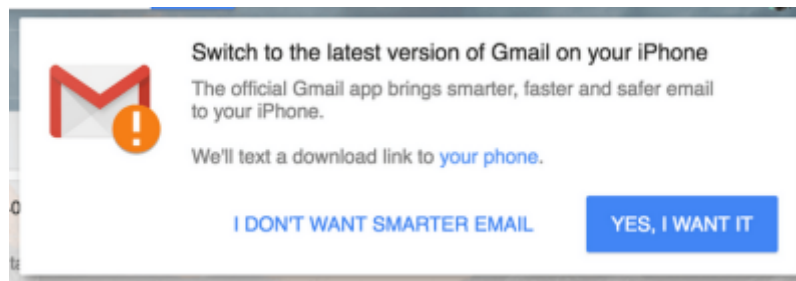 Switch to the latest version of Gmail on your iPhone
The official Gmail app brings smarter, faster and safer email
to your iPhone.
We'll text a download link to your phone.
I DON'T WANT SMARTER EMAIL YES, I WANT IT